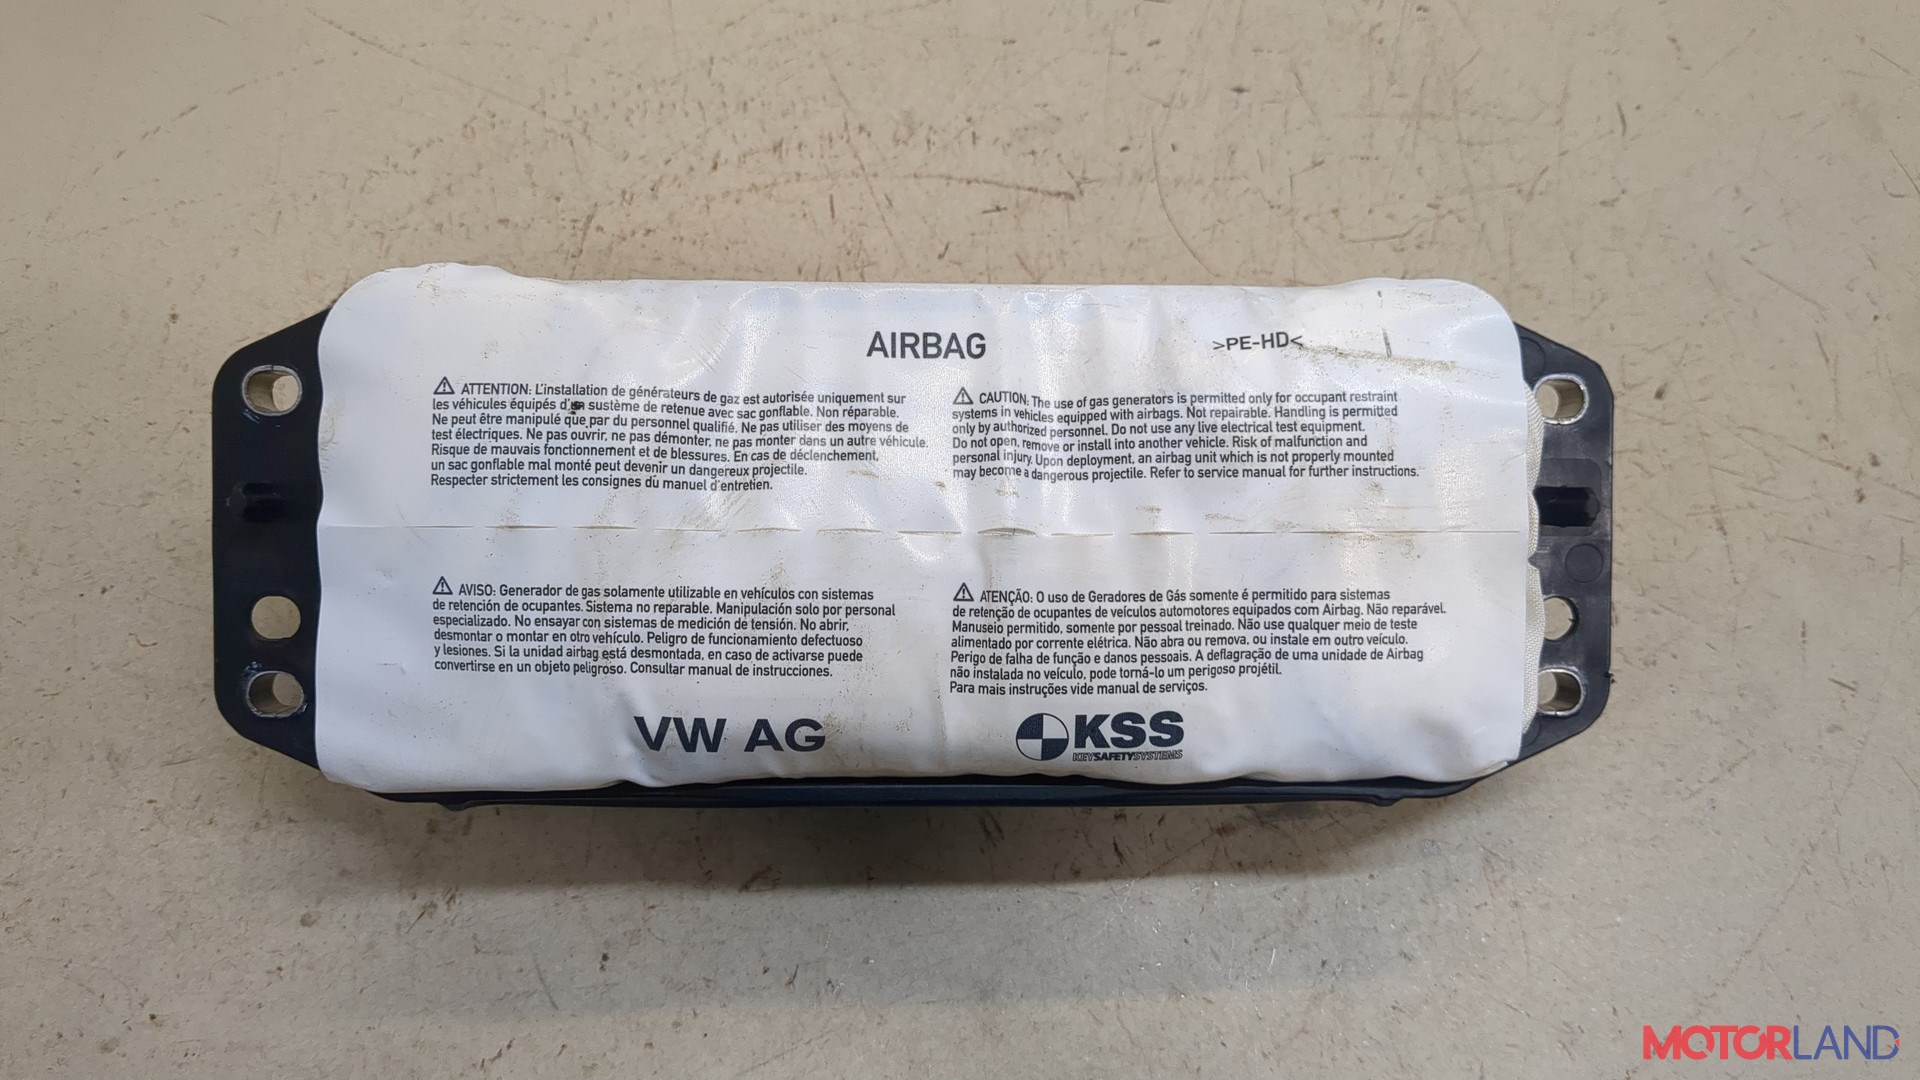 AIRBAG
>PE-HD<
⚠ ATTENTION: L'installation de générateurs de gaz est autorisée uniquement sur
les véhicules équipés d'un sustème de retenue avec sac gonflable. Non réparable.
Ne peut être manipulé que par du personnel qualifié. Ne pas utiliser des moyens de
test électriques. Ne pas ouvrir, ne pas démonter, ne pas monter dans un autre véhicule.
Risque de mauvais fonctionnement et de blessures. En cas de déclenchement,
un sac gonflable mal monté peut devenir un dangereux projectile.
Respecter strictement les consignes du manuel d'entretien.
⚠ CAUTION: The use of gas generators is permitted only for occupant restraint
systems in vehicles equipped with airbags. Not repairable. Handling is permitted
only by authorized personnel. Do not use any live electrical test equipment.
Do not open, remove or install into another vehicle. Risk of malfunction and
personal injury. Upon deployment, an airbag unit which is not properly mounted
may become a dangerous projectile. Refer to service manual for further instructions.
⚠ AVISO: Generador de gas solamente utilizable en vehículos con sistemas
de retención de ocupantes. Sistema no reparable. Manipulación solo por personal
especializado. No ensayar con sistemas de medición de tensión. No abrir,
desmontar o montar en otro vehículo. Peligro de funcionamiento defectuoso
y lesiones. Si la unidad airbag está desmontada, en caso de activarse puede
convertirse en un objeto peligroso. Consultar manual de instrucciones.
⚠ ATENÇÃO: O uso de Geradores de Gás somente é permitido para sistemas
de retenção de ocupantes de veículos automotores equipados com Airbag. Não reparável.
Manuseio permitido, somente por pessoal treinado. Não use qualquer meio de teste
alimentado por corrente elétrica. Não abra ou remova, ou instale em outro veículo.
Perigo de falha de função e danos pessoais. A deflagração de uma unidade de Airbag
não instalada no veículo, pode torná-lo um perigoso projétil.
Para mais instruções vide manual de serviços.
VW AG
KSS
KEYSAFETYSYSTEMS
MOTORLAND